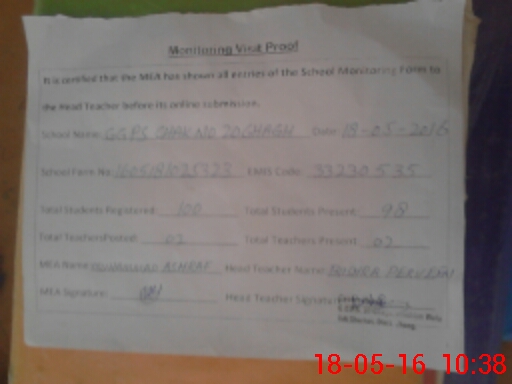 Monitoring Visit Proof
It is certified that the MEA has shown all entries of the School Monitoring Form to
the Head Teacher before its online submission.
School Name: GGPS CHAK NO 20 GHAGH Date: 18-05-2016
School Form No: EMIS Code: 33230535
Total Students Registered: 100 Total Students Present: 98
Total Teachers Posted: 02 Total Teachers Present: 02
MEA Name: MUHAMMAD ASHRAF Head Teacher Name: BUSHRA PERVEEN
MEA Signature: Head Teacher Signature
18-05-16 10:38